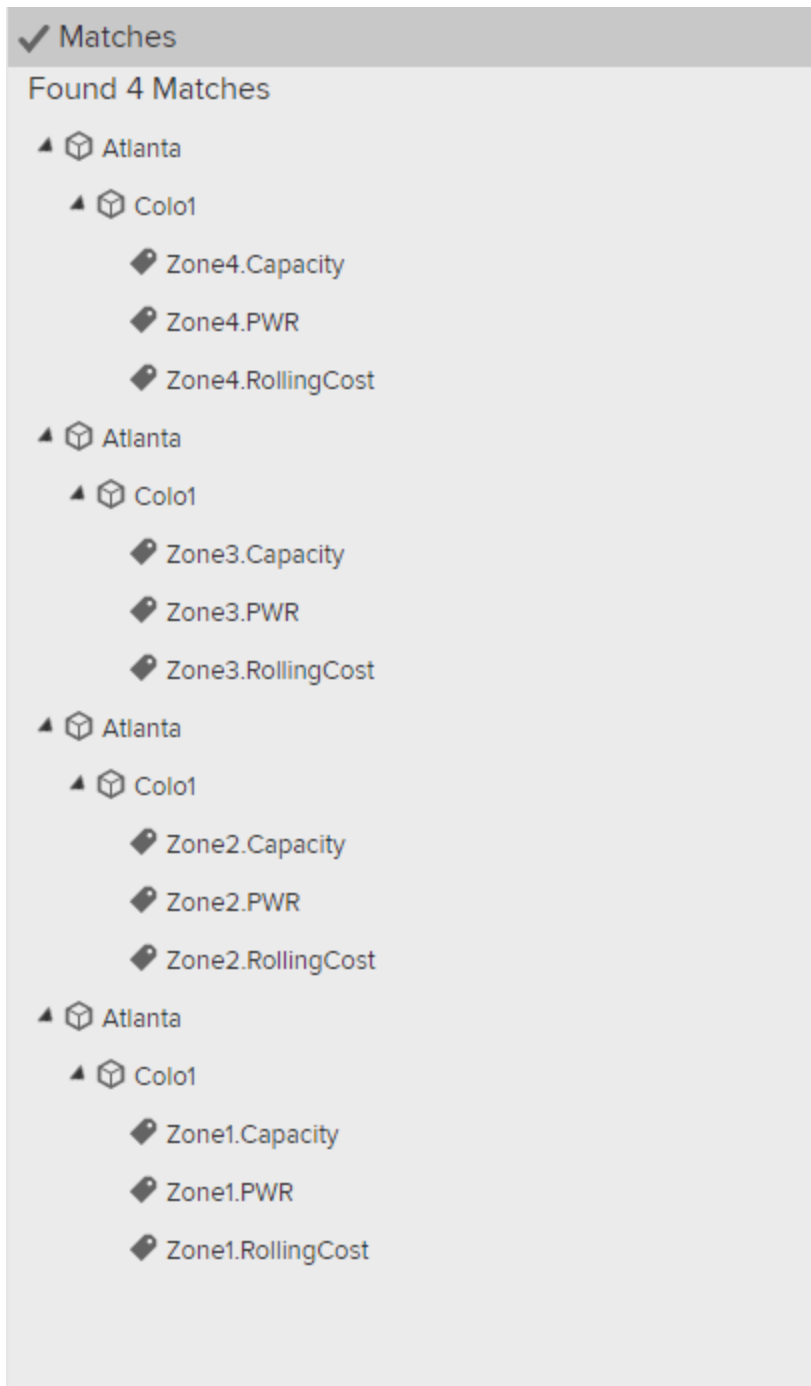 Matches
Found 4 Matches
Atlanta
Colo1
Zone4.Capacity
Zone4.PWR
Zone4.RollingCost
Atlanta
Colo1
Zone3.Capacity
Zone3.PWR
Zone3.RollingCost
Atlanta
Colo1
Zone2.Capacity
Zone2.PWR
Zone2.RollingCost
Atlanta
Colo1
Zone1.Capacity
Zone1.PWR
Zone1.RollingCost